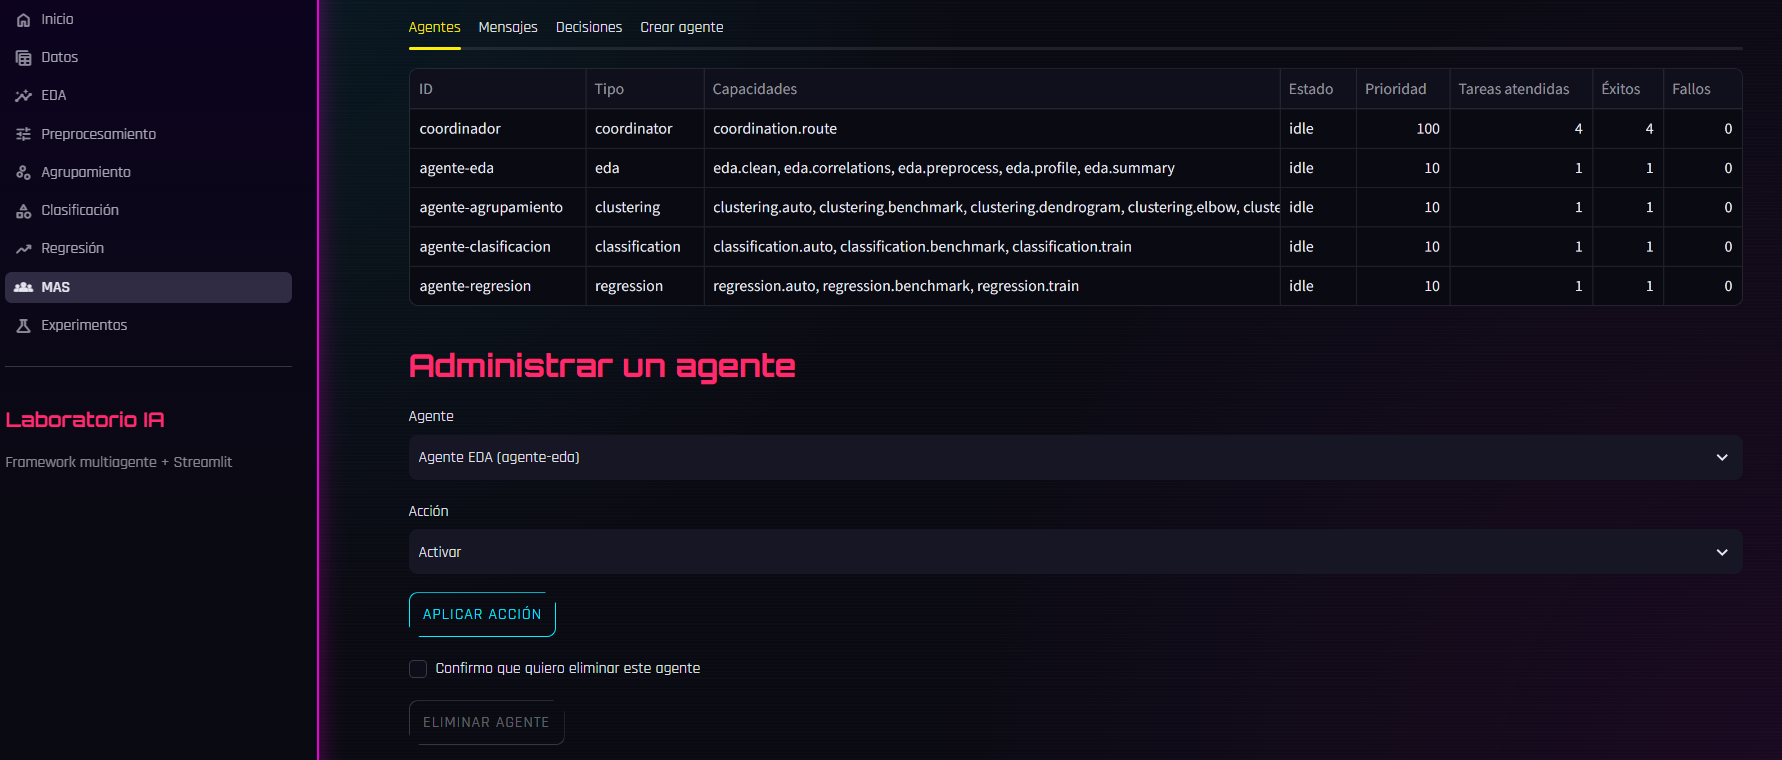 Inicio
Datos
EDA
Preprocesamiento
Agrupamiento
Clasificación
Regresión
MAS
Experimentos
Laboratorio IA
Framework multiagente + Streamlit
Agentes Mensajes Decisiones Crear agente
ID Tipo Capacidades Estado Prioridad Tareas atendidas Éxitos Fallos
coordinador coordinator coordination.route idle 100 4 4 0
agente-eda eda eda.clean, eda.correlations, eda.preprocess, eda.profile, eda.summary idle 10 1 1 0
agente-agrupamiento clustering clustering.auto, clustering.benchmark, clustering.dendrogram, clustering.elbow, cluste idle 10 1 1 0
agente-clasificacion classification classification.auto, classification.benchmark, classification.train idle 10 1 1 0
agente-regresion regression regression.auto, regression.benchmark, regression.train idle 10 1 1 0
Administrar un agente
Agente
Agente EDA (agente-eda)
Acción
Activar
APLICAR ACCIÓN
Confirmo que quiero eliminar este agente
ELIMINAR AGENTE